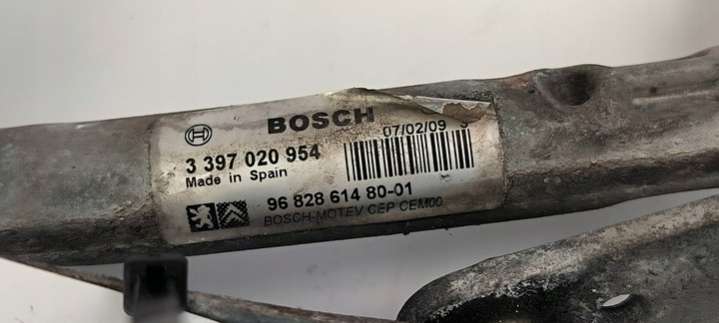 BOSCH
07/02/09
3 397 020 954
Made in Spain
96 828 614 80-01
BOSCH-MOTEV CEP CEM00